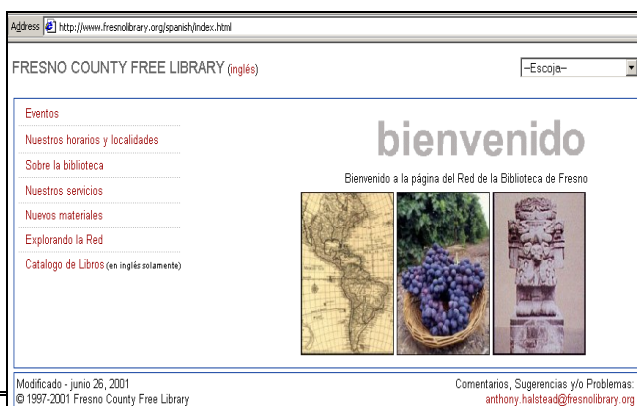 Address http://www.fresnolibrary.org/spanish/index.html
FRESNO COUNTY FREE LIBRARY (inglés)
--Escoja--
Eventos
Nuestros horarios y localidades
Sobre la biblioteca
Nuestros servicios
Nuevos materiales
Explorando la Red
Catalogo de Libros (en inglés solamente)
bienvenido
Bienvenido a la página del Red de la Biblioteca de Fresno
Modificado - junio 26, 2001
© 1997-2001 Fresno County Free Library
Comentarios, Sugerencias y/o Problemas:
anthony.halstead@fresnolibrary.org